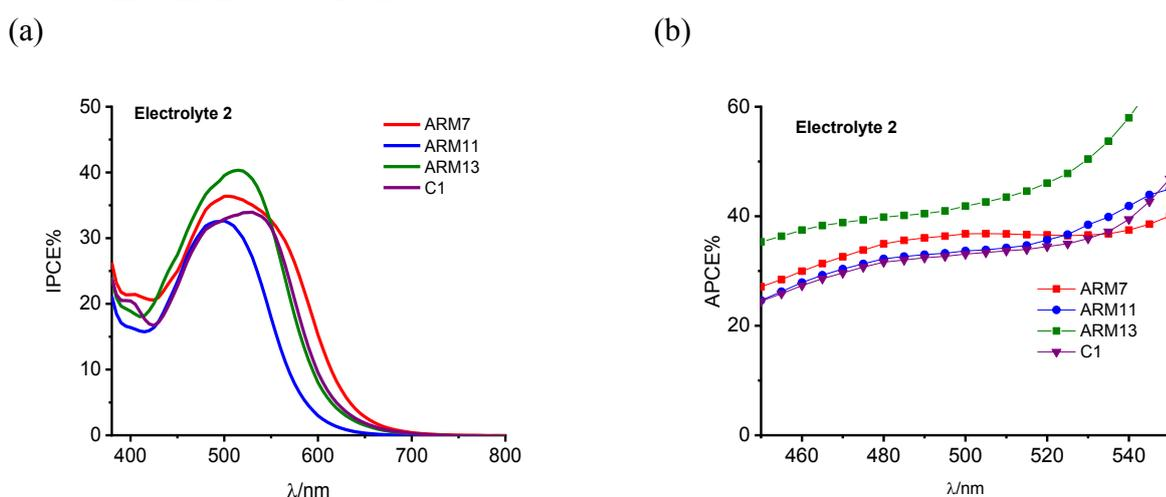 (a)
(b)
Electrolyte 2
ARM7
ARM11
ARM13
C1
IPCE%
50
40
30
20
10
0
400 500 600 700 800
λ/nm
Electrolyte 2
ARM7
ARM11
ARM13
C1
APCE%
60
40
20
0
460 480 500 520 540
λ/nm